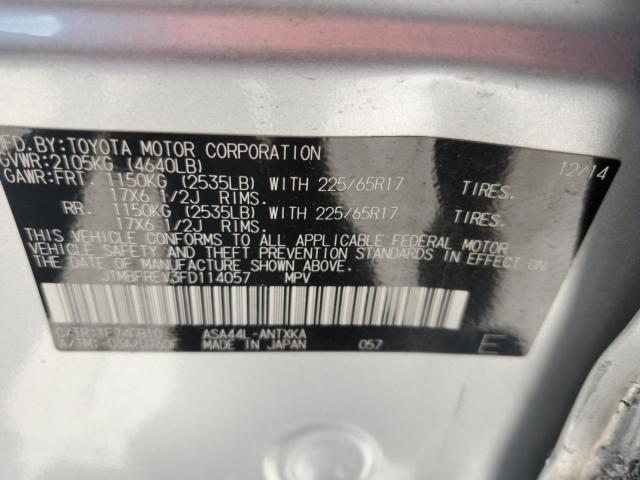 MFD. BY: TOYOTA MOTOR CORPORATION 12/14
GVWR: 2105KG (4640LB)
GAWR: FRT. 1150KG (2535LB) WITH 225/65R17 TIRES.
17X6 1/2J RIMS.
RR. 1150KG (2535LB) WITH 225/65R17 TIRES.
17X6 1/2J RIMS.
THIS VEHICLE CONFORMS TO ALL APPLICABLE FEDERAL MOTOR
VEHICLE SAFETY AND THEFT PREVENTION STANDARDS IN EFFECT ON
THE DATE OF MANUFACTURE SHOWN ABOVE.
JTMBFREV3FD114057 MPV
C/TR: ASA44L-ANTXKA
A/TM: MADE IN JAPAN 057 E